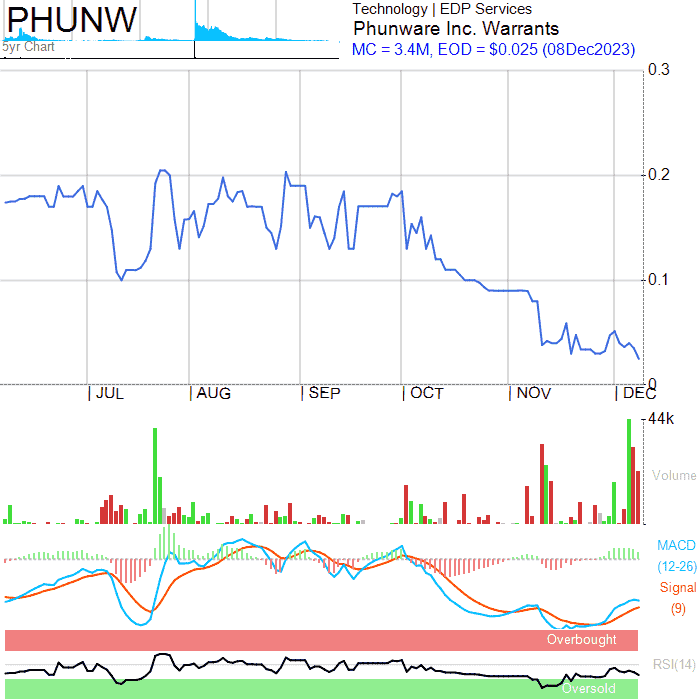 PHUNW
5yr Chart
Technology | EDP Services
Phunware Inc. Warrants
MC = 3.4M, EOD = $0.025 (08Dec2023)
0.3
0.2
0.1
0
JUL AUG SEP OCT NOV DEC
44k
Volume
MACD
(12-26)
Signal
(9)
Overbought
RSI(14)
Oversold